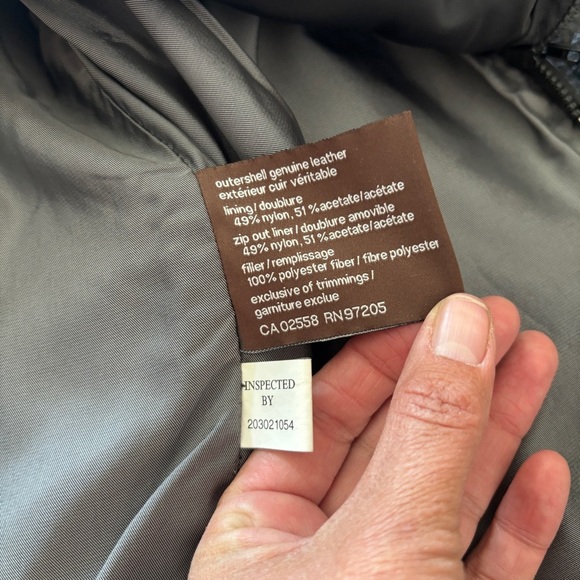 outershell genuine leather
extérieur cuir véritable
lining/doublure
49% nylon, 51% acetate/acétate
zip out liner/doublure amovible
49% nylon, 51% acetate/acétate
filler/remplissage
100% polyester fiber/fibre polyester
exclusive of trimmings/
garniture exclue
CA 02558 RN 97205
INSPECTED
BY
203021054